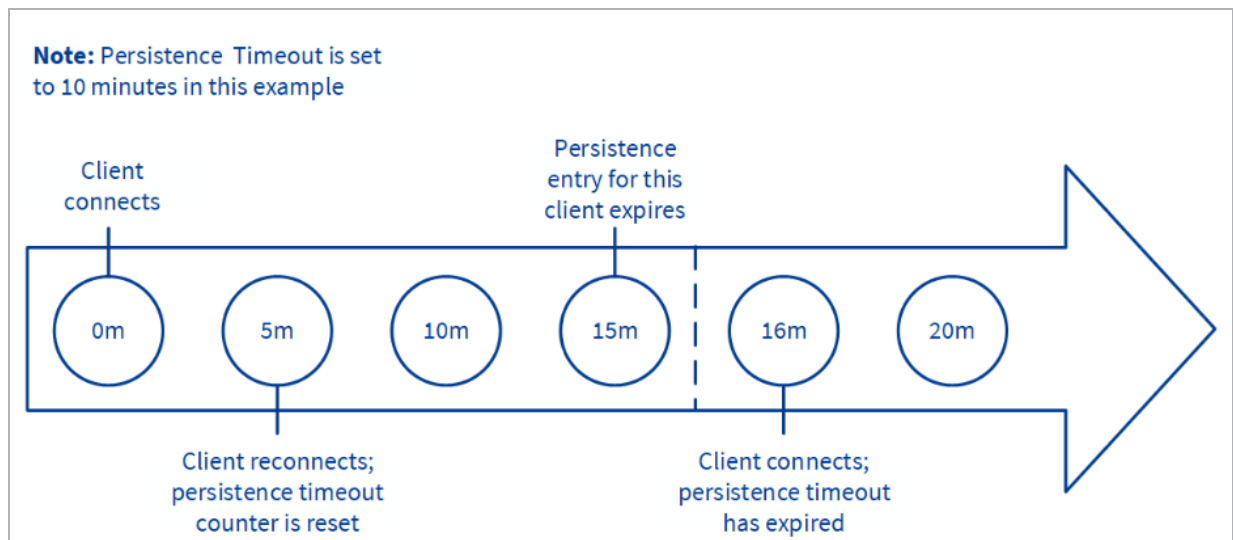 Note: Persistence Timeout is set
to 10 minutes in this example
Client
connects
Persistence
entry for this
client expires
0m
5m
10m
15m
16m
20m
Client reconnects;
persistence timeout
counter is reset
Client connects;
persistence timeout
has expired